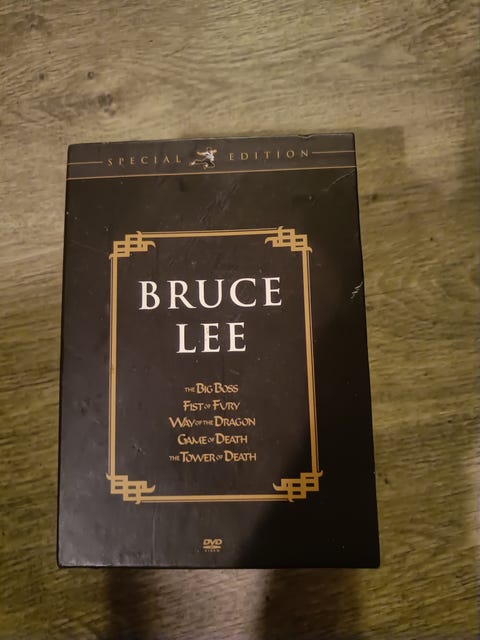 SPECIAL EDITION
BRUCE
LEE
THE BIG BOSS
FIST OF FURY
WAY OF THE DRAGON
GAME OF DEATH
THE TOWER OF DEATH
DVD
VIDEO